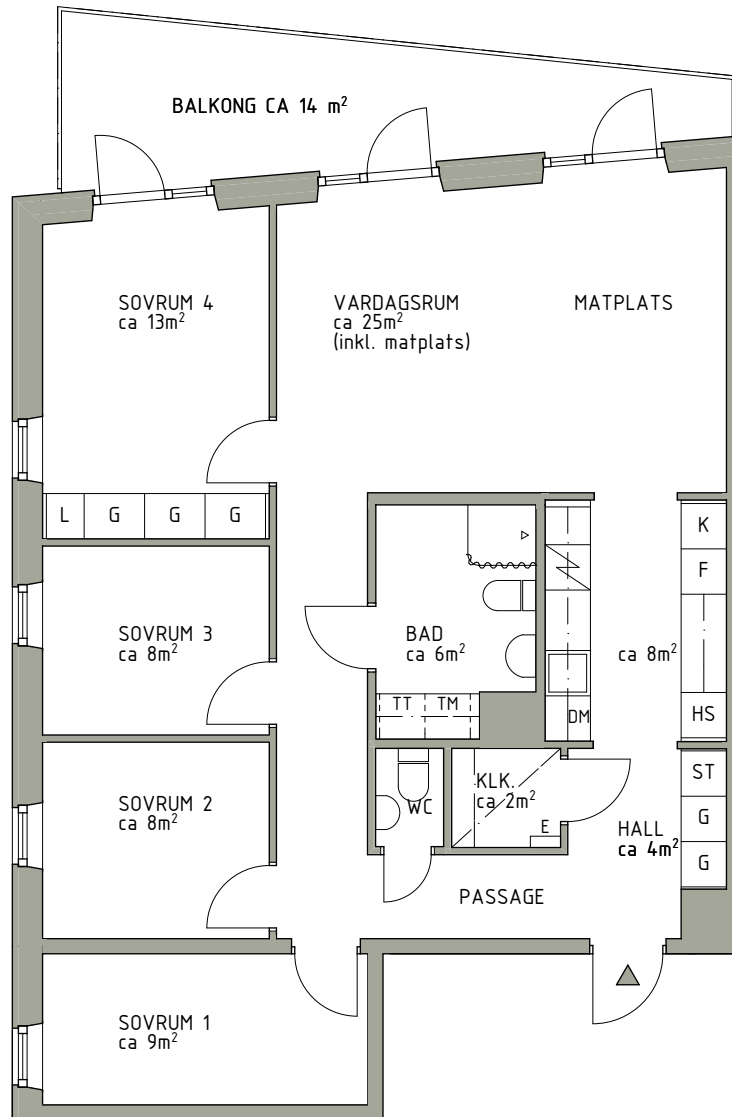 BALKONG CA 14 m²
SOVRUM 4
ca 13m²
VARDAGSRUM
ca 25m²
(inkl. matplats)
MATPLATS
L G G G
K
F
SOVRUM 3
ca 8m²
BAD
ca 6m²
ca 8m²
TT TM
DM
HS
SOVRUM 2
ca 8m²
WC
KLK.
ca 2m²
E
ST
G
G
HALL
ca 4m²
PASSAGE
SOVRUM 1
ca 9m²